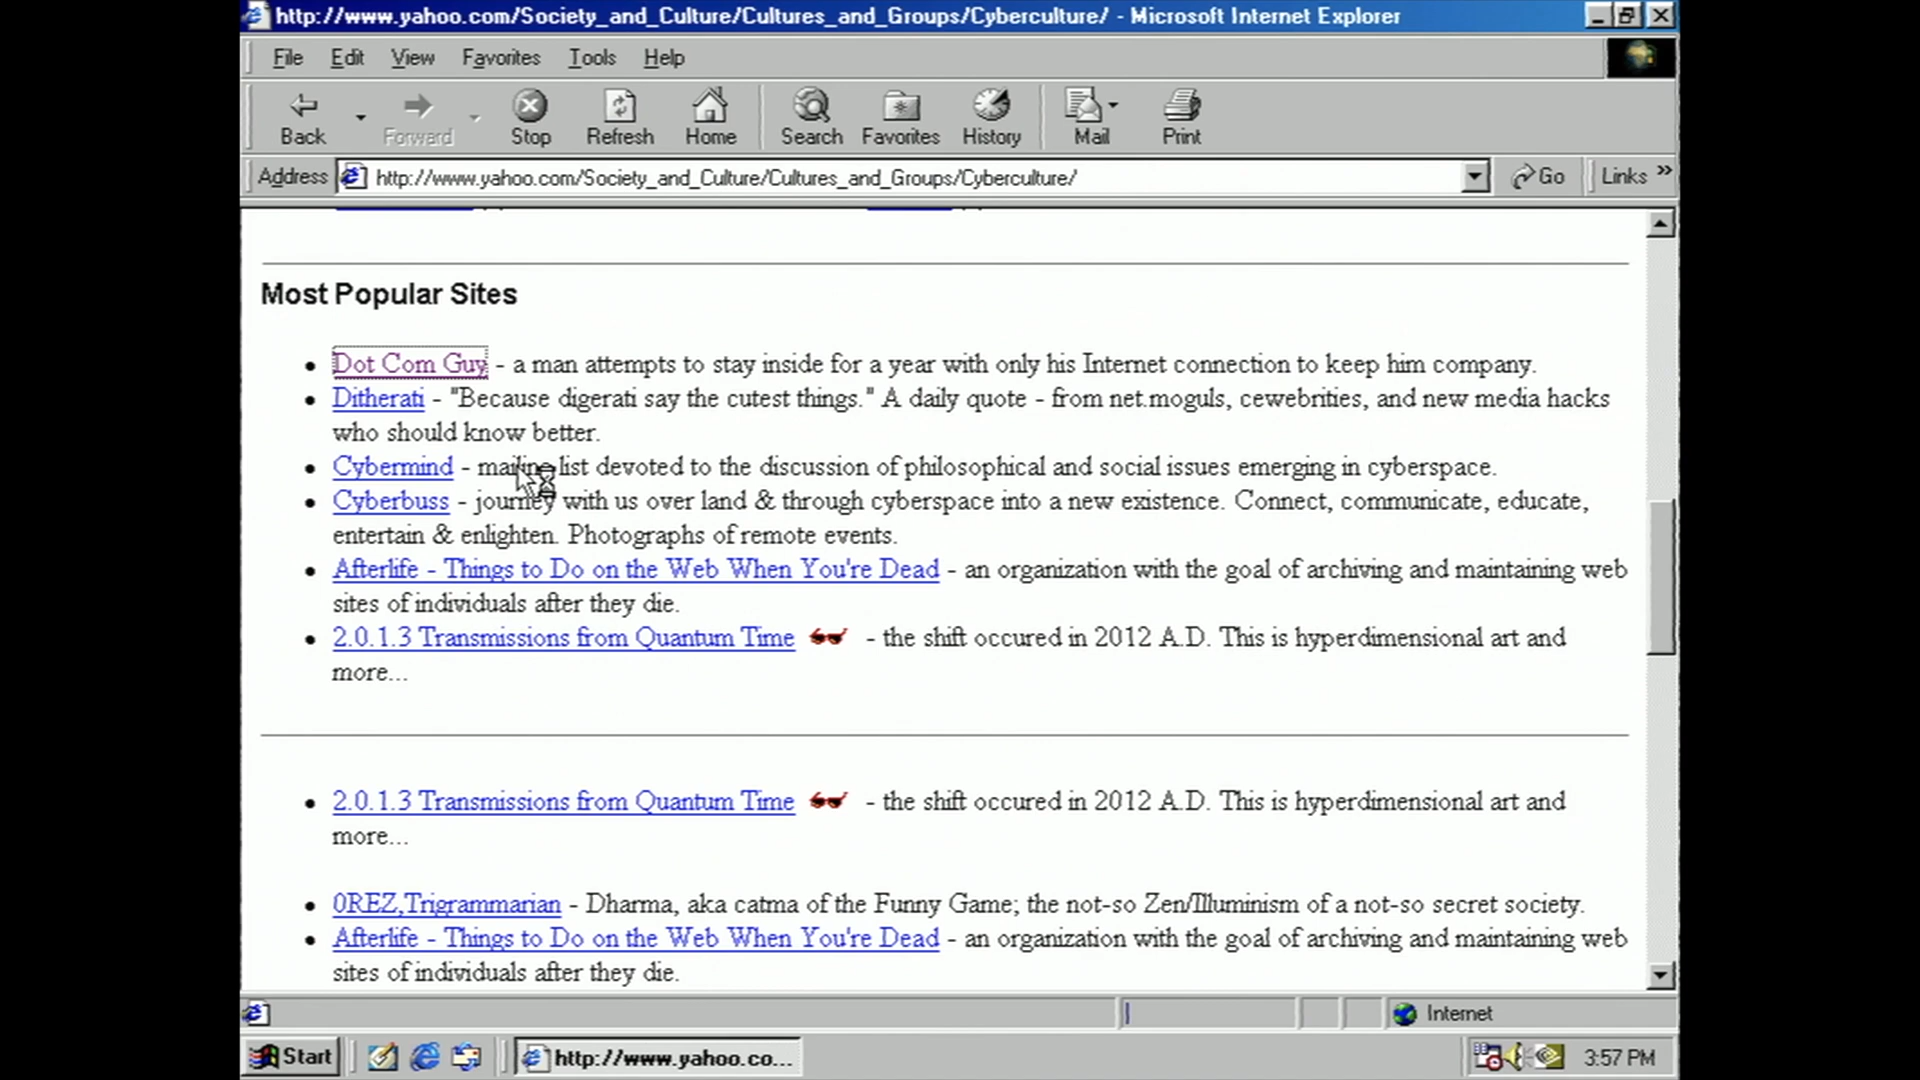 http://www.yahoo.com/Society_and_Culture/Cultures_and_Groups/Cyberculture/ - Microsoft Internet Explorer
File Edit View Favorites Tools Help
Back Forward Stop Refresh Home Search Favorites History Mail Print
Address http://www.yahoo.com/Society_and_Culture/Cultures_and_Groups/Cyberculture/ Go Links »
Most Popular Sites
• Dot Com Guy - a man attempts to stay inside for a year with only his Internet connection to keep him company.
• Ditherati - "Because digerati say the cutest things." A daily quote - from net.moguls, cewebrities, and new media hacks
who should know better.
• Cybermind - mailing list devoted to the discussion of philosophical and social issues emerging in cyberspace.
• Cyberbuss - journey with us over land & through cyberspace into a new existence. Connect, communicate, educate,
entertain & enlighten. Photographs of remote events.
• Afterlife - Things to Do on the Web When You're Dead - an organization with the goal of archiving and maintaining web
sites of individuals after they die.
• 2.0.1.3 Transmissions from Quantum Time - the shift occured in 2012 A.D. This is hyperdimensional art and
more...
• 2.0.1.3 Transmissions from Quantum Time - the shift occured in 2012 A.D. This is hyperdimensional art and
more...
• 0REZ,Trigrammarian - Dharma, aka catma of the Funny Game; the not-so Zen/Illuminism of a not-so secret society.
• Afterlife - Things to Do on the Web When You're Dead - an organization with the goal of archiving and maintaining web
sites of individuals after they die.
Internet
Start http://www.yahoo.co... 3:57 PM